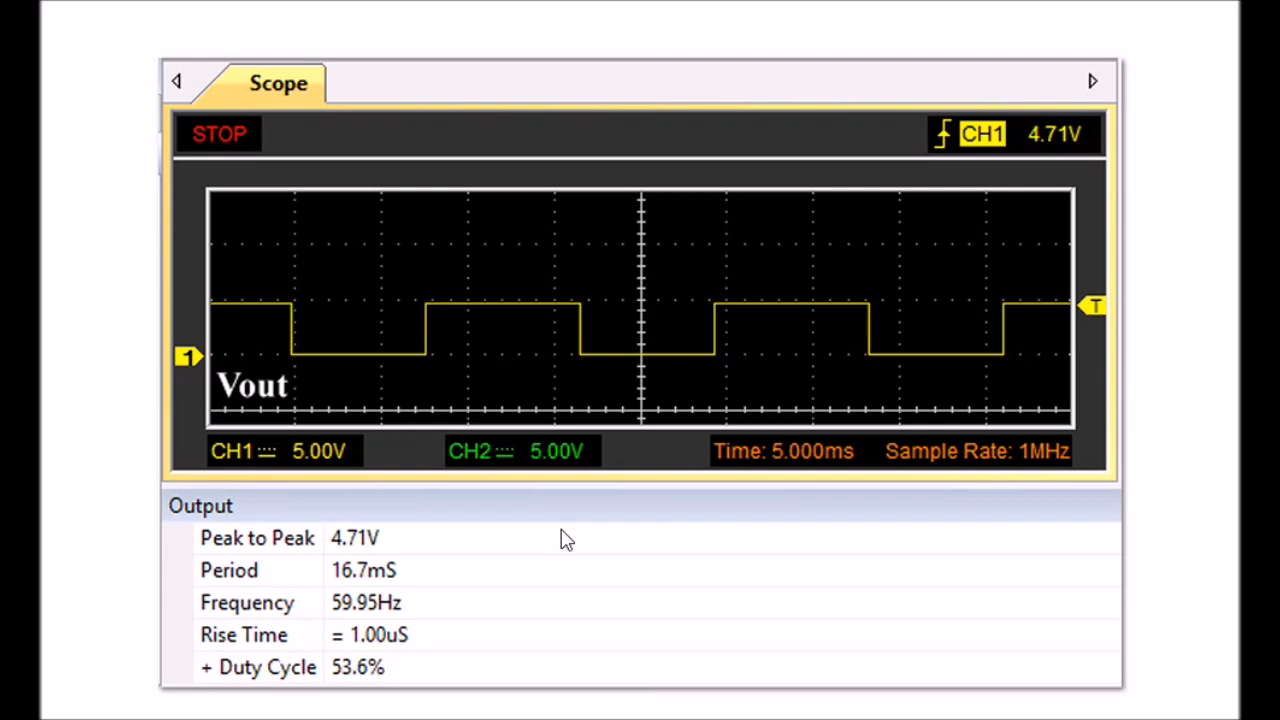 Scope
STOP
CH1 4.71V
T
1
Vout
CH1 5.00V
CH2 5.00V
Time: 5.000ms Sample Rate: 1MHz
Output
Peak to Peak 4.71V
Period 16.7mS
Frequency 59.95Hz
Rise Time = 1.00uS
+ Duty Cycle 53.6%